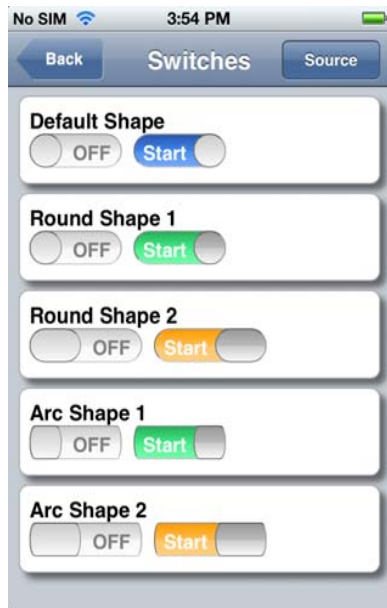 No SIM 3:54 PM
Back Switches Source
Default Shape
OFF Start
Round Shape 1
OFF Start
Round Shape 2
OFF Start
Arc Shape 1
OFF Start
Arc Shape 2
OFF Start